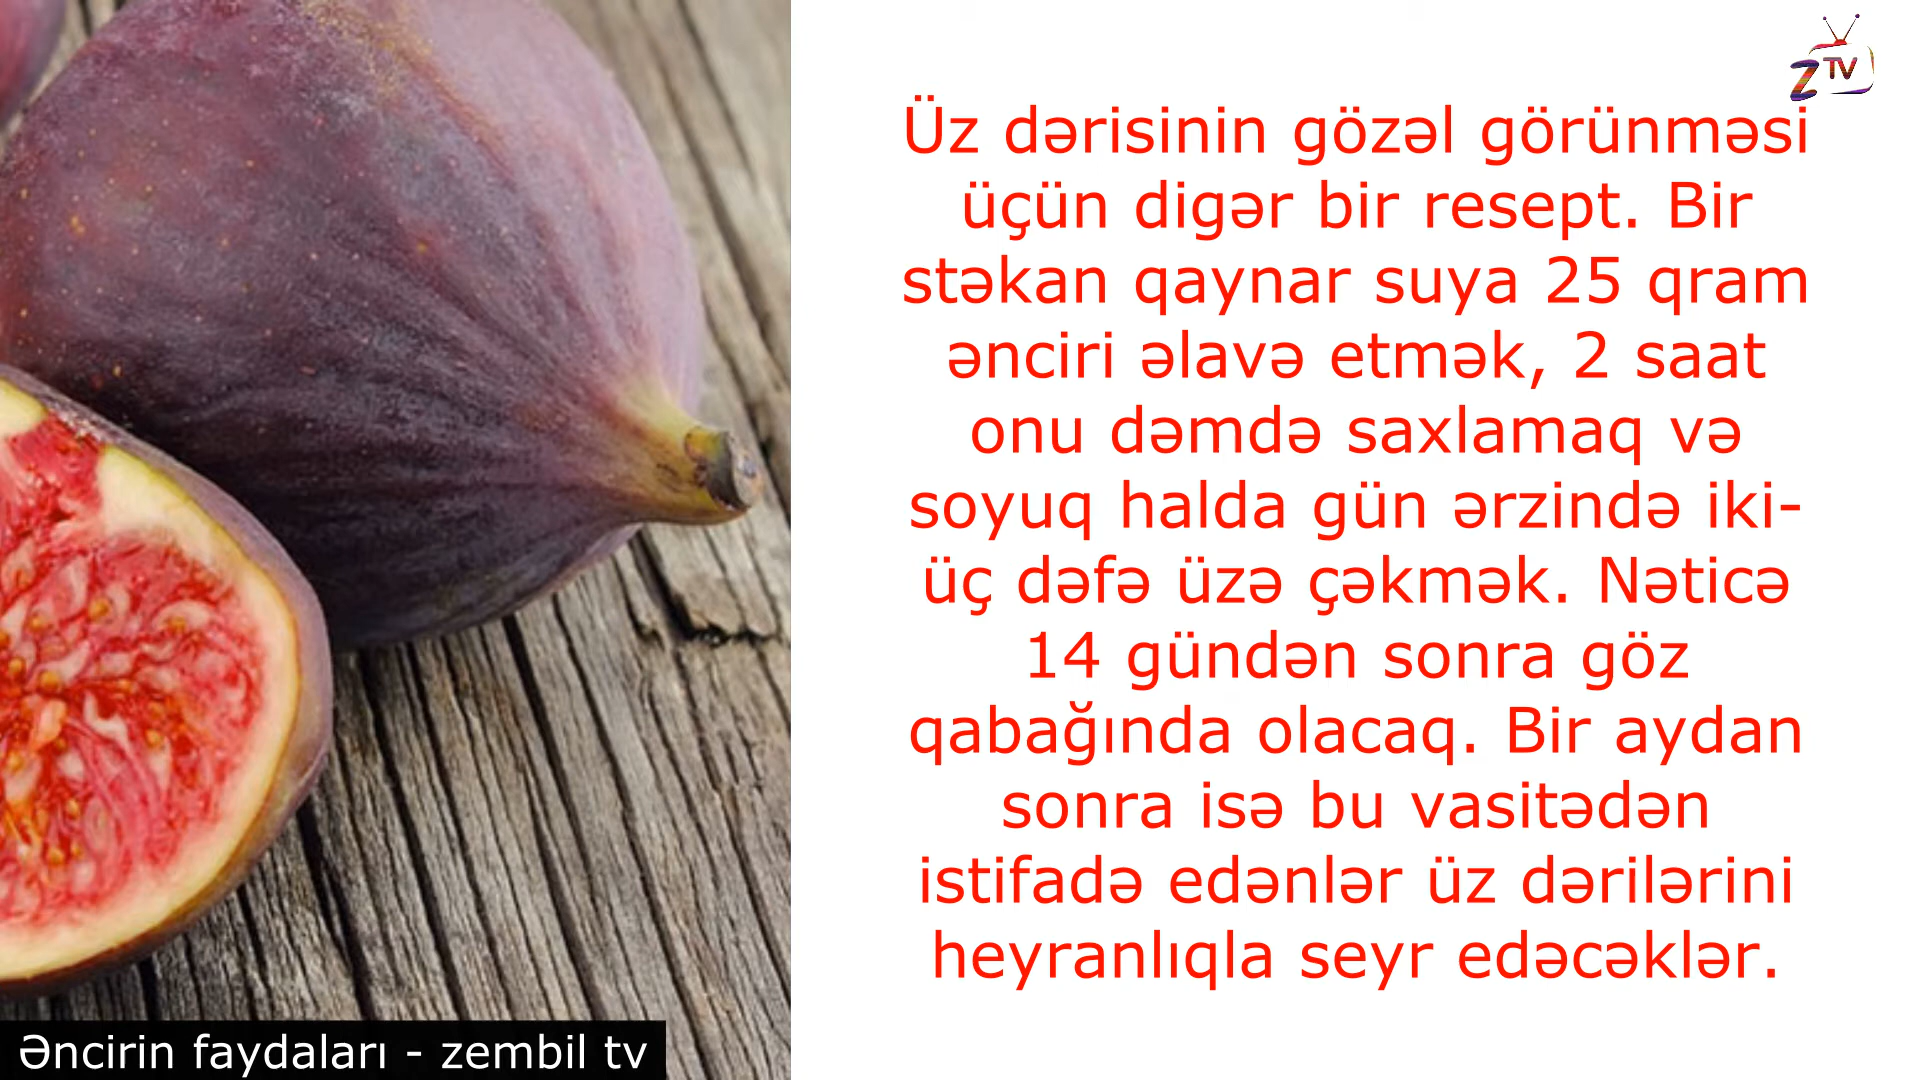 Z TV
Üz dərisinin gözəl görünməsi
üçün digər bir resept. Bir
stəkan qaynar suya 25 qram
ənciri əlavə etmək, 2 saat
onu dəmdə saxlamaq və
soyuq halda gün ərzində iki-
üç dəfə üzə çəkmək. Nəticə
14 gündən sonra göz
qabağında olacaq. Bir aydan
sonra isə bu vasitədən
istifadə edənlər üz dərilərini
heyranlıqla seyr edəcəklər.
Əncirin faydaları - zembil tv